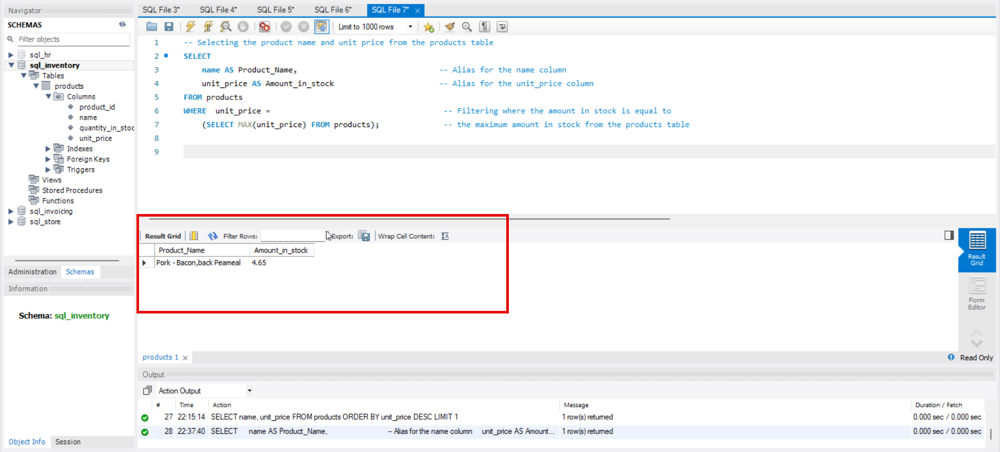 Navigator
SCHEMAS
Filter objects
sql_hr
sql_inventory
Tables
products
Columns
product_id
name
quantity_in_stoc
unit_price
Indexes
Foreign Keys
Triggers
Views
Stored Procedures
Functions
sql_invoicing
sql_store
Administration Schemas
Information
Schema: sql_inventory
Object Info Session
SQL File 3* SQL File 4* SQL File 5* SQL File 6* SQL File 7*
Limit to 1000 rows
1 -- Selecting the product name and unit price from the products table
2 SELECT
3 name AS Product_Name, -- Alias for the name column
4 unit_price AS Amount_in_stock -- Alias for the unit_price column
5 FROM products
6 WHERE unit_price = -- Filtering where the amount in stock is equal to
7 (SELECT MAX(unit_price) FROM products); -- the maximum amount in stock from the products table
8
9
Result Grid Filter Rows: Export: Wrap Cell Content:
Product_Name Amount_in_stock
Pork - Bacon,back Peameal 4.65
Result
Grid
Form
Editor
products 1 Read Only
Output
Action Output
# Time Action Message Duration / Fetch
27 22:15:14 SELECT name, unit_price FROM products ORDER BY unit_price DESC LIMIT 1 1 row(s) returned 0.000 sec / 0.000 sec
28 22:37:40 SELECT name AS Product_Name, -- Alias for the name column unit_price AS Amount... 1 row(s) returned 0.000 sec / 0.000 sec